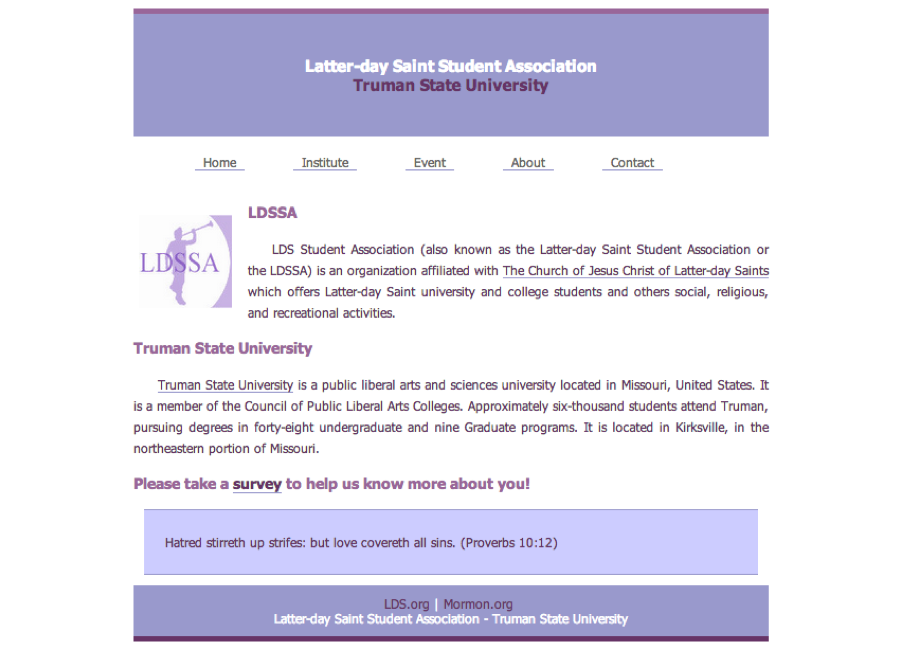 Latter-day Saint Student Association
Truman State University
Home Institute Event About Contact
LDSSA
LDSSA
LDS Student Association (also known as the Latter-day Saint Student Association or
the LDSSA) is an organization affiliated with The Church of Jesus Christ of Latter-day Saints
which offers Latter-day Saint university and college students and others social, religious,
and recreational activities.
Truman State University
Truman State University is a public liberal arts and sciences university located in Missouri, United States. It
is a member of the Council of Public Liberal Arts Colleges. Approximately six-thousand students attend Truman,
pursuing degrees in forty-eight undergraduate and nine Graduate programs. It is located in Kirksville, in the
northeastern portion of Missouri.
Please take a survey to help us know more about you!
Hatred stirreth up strifes: but love covereth all sins. (Proverbs 10:12)
LDS.org | Mormon.org
Latter-day Saint Student Association - Truman State University